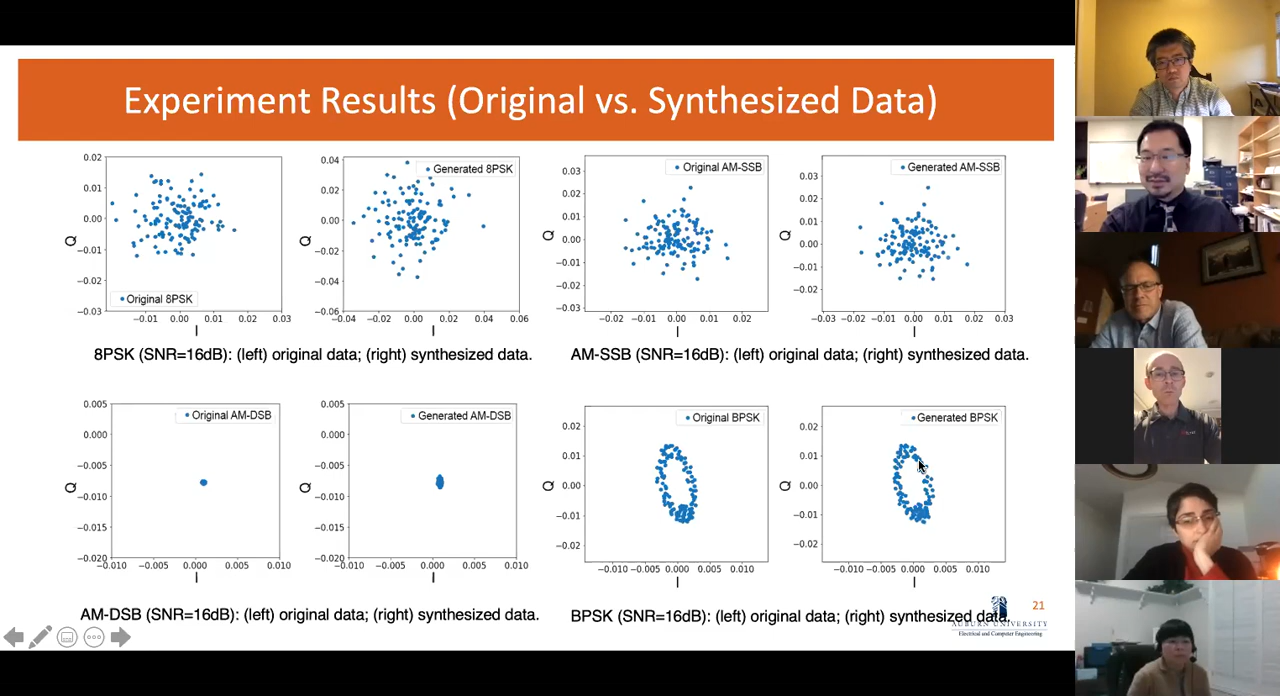 Experiment Results (Original vs. Synthesized Data)
0.02
0.01
0.00
−0.01
−0.02
−0.03
Q
Original 8PSK
−0.01 0.00 0.01 0.02 0.03
I
0.04
0.02
0.00
−0.02
−0.04
−0.06
Q
Generated 8PSK
−0.04 −0.02 0.00 0.02 0.04 0.06
I
8PSK (SNR=16dB): (left) original data; (right) synthesized data.
0.03
0.02
0.01
0.00
−0.01
−0.02
−0.03
Q
Original AM-SSB
−0.02 0.00 0.02
I
0.03
0.02
0.01
0.00
−0.01
−0.02
Q
Generated AM-SSB
−0.03 −0.02 −0.01 0.00 0.01 0.02 0.03
I
AM-SSB (SNR=16dB): (left) original data; (right) synthesized data.
0.005
0.000
−0.005
−0.010
−0.015
−0.020
Q
Original AM-DSB
−0.010 −0.005 0.000 0.005 0.010
I
0.005
0.000
−0.005
−0.010
−0.015
−0.020
Q
Generated AM-DSB
−0.010 −0.005 0.000 0.005 0.010
I
AM-DSB (SNR=16dB): (left) original data; (right) synthesized data.
0.02
0.01
0.00
−0.01
−0.02
Q
Original BPSK
−0.010 −0.005 0.000 0.005 0.010
I
0.02
0.01
0.00
−0.01
−0.02
Q
Generated BPSK
−0.010 −0.005 0.000 0.005 0.010
I
BPSK (SNR=16dB): (left) original data; (right) synthesized data.
21
AUBURN UNIVERSITY
Electrical and Computer Engineering